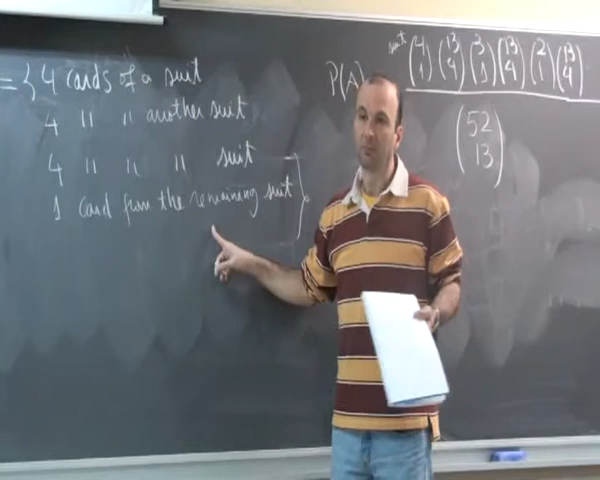 = { 4 cards of a suit
4 " " another suit
4 " " " suit
1 card from the remaining suit }
P(A)
suit (4 1) (13 4) (3 1) (13 4) (2 1) (13 4)
(52 13)